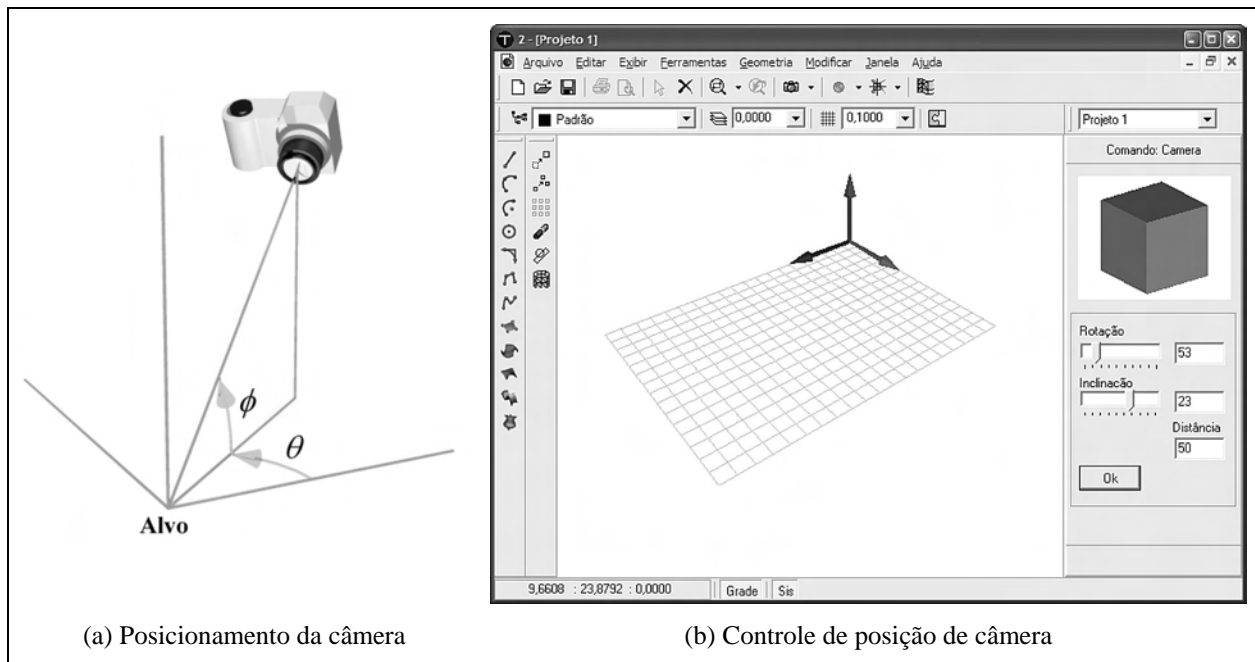 ϕ
θ
Alvo
(a) Posicionamento da câmera
2 - [Projeto 1]
Arquivo Editar Exibir Ferramentas Geometria Modificar Janela Ajuda
Padrão 0,0000 0,1000 Projeto 1
Comando: Camera
Rotação
53
Inclinacão
23
Distância
50
Ok
9,6608 : 23,8792 : 0,0000 Grade Sis
(b) Controle de posição de câmera